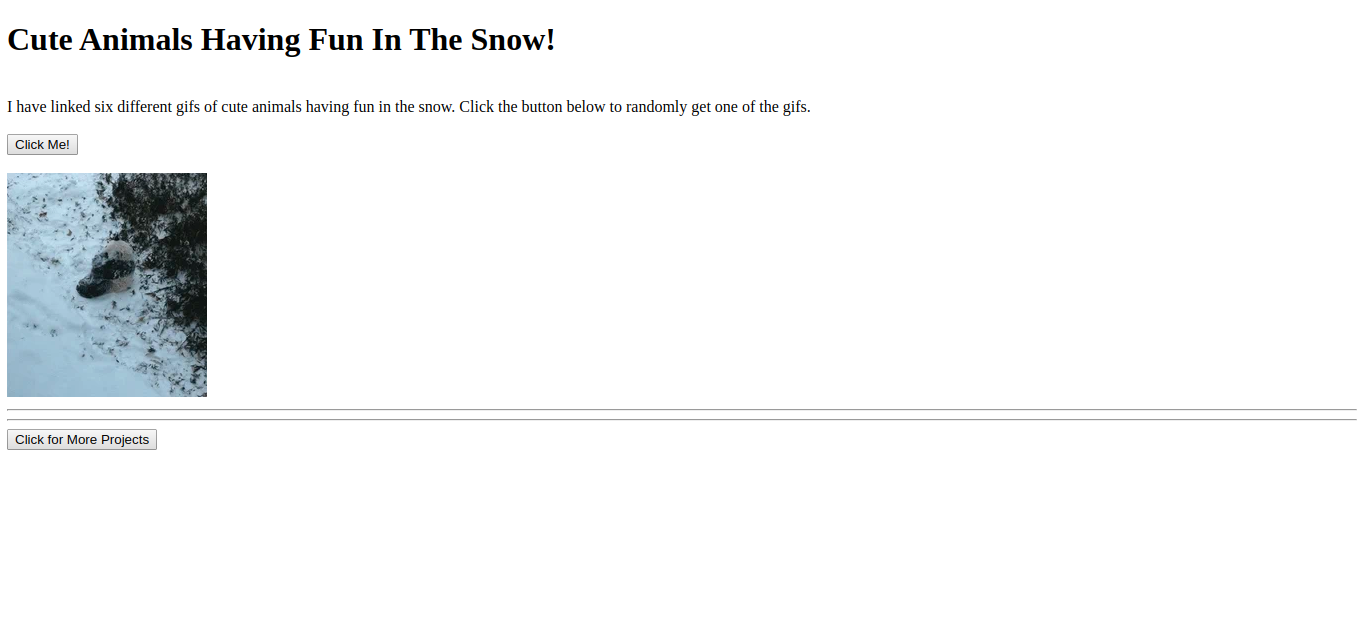 Cute Animals Having Fun In The Snow!
I have linked six different gifs of cute animals having fun in the snow. Click the button below to randomly get one of the gifs.
Click Me!
Click for More Projects